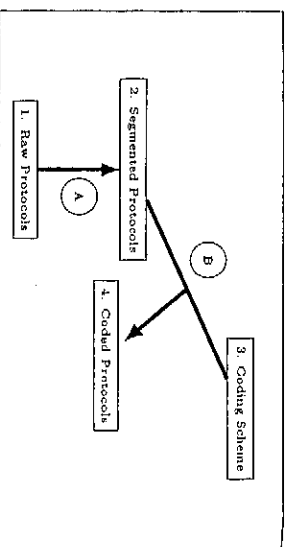 1. Raw Protocols
A
2. Segmented Protocols
B
3. Coding Scheme
4. Coded Protocols